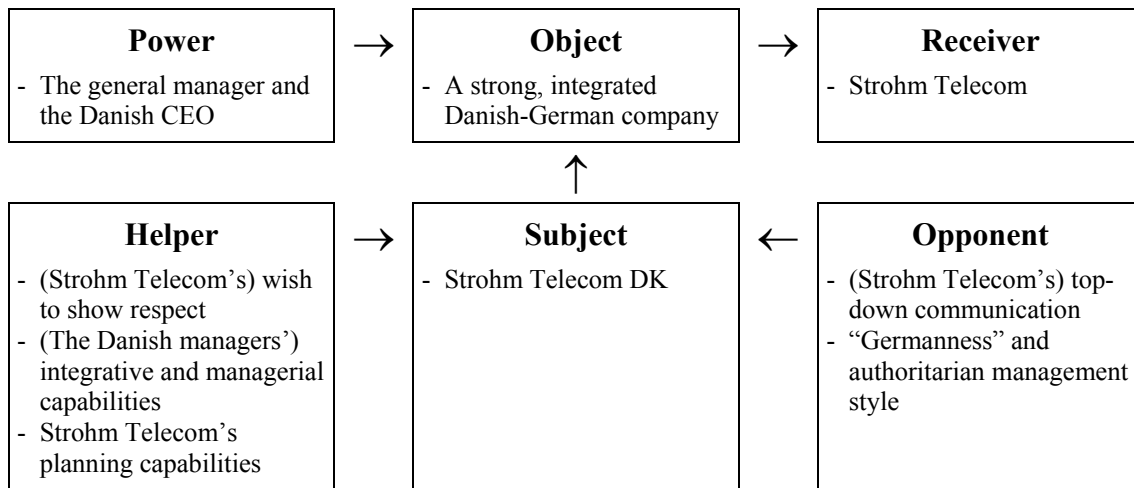 Power
- The general manager and
the Danish CEO
→
Object
- A strong, integrated
Danish-German company
→
Receiver
- Strohm Telecom
↑
Helper
- (Strohm Telecom’s) wish
to show respect
- (The Danish managers’)
integrative and managerial
capabilities
- Strohm Telecom’s
planning capabilities
→
Subject
- Strohm Telecom DK
←
Opponent
- (Strohm Telecom’s) top-
down communication
- “Germanness” and
authoritarian management
style